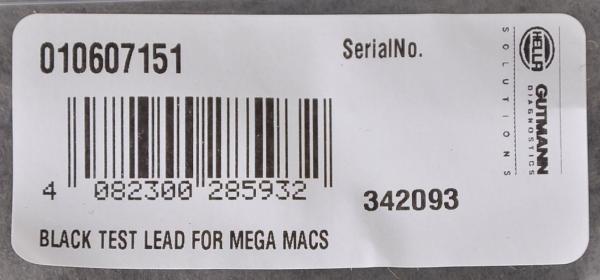 010607151
SerialNo.
4 082300 285932
342093
BLACK TEST LEAD FOR MEGA MACS
HELLA
GUTMANN
DIAGNOSTICS
SOLUTIONS